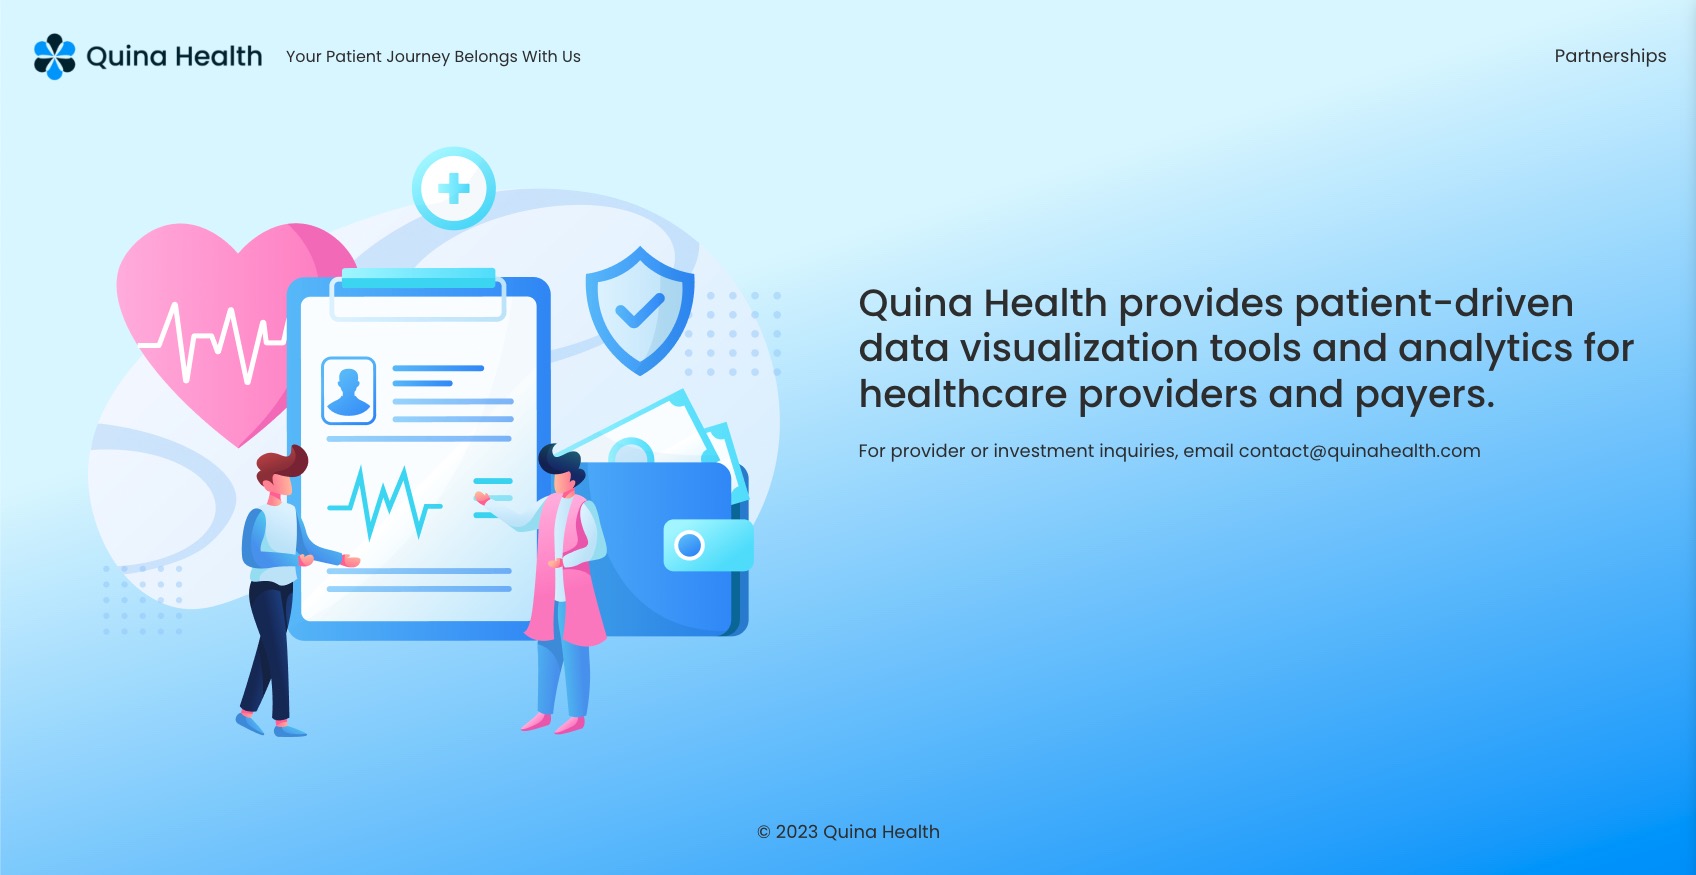 Quina Health
Your Patient Journey Belongs With Us
Partnerships
Quina Health provides patient-driven
data visualization tools and analytics for
healthcare providers and payers.
For provider or investment inquiries, email contact@quinahealth.com
© 2023 Quina Health